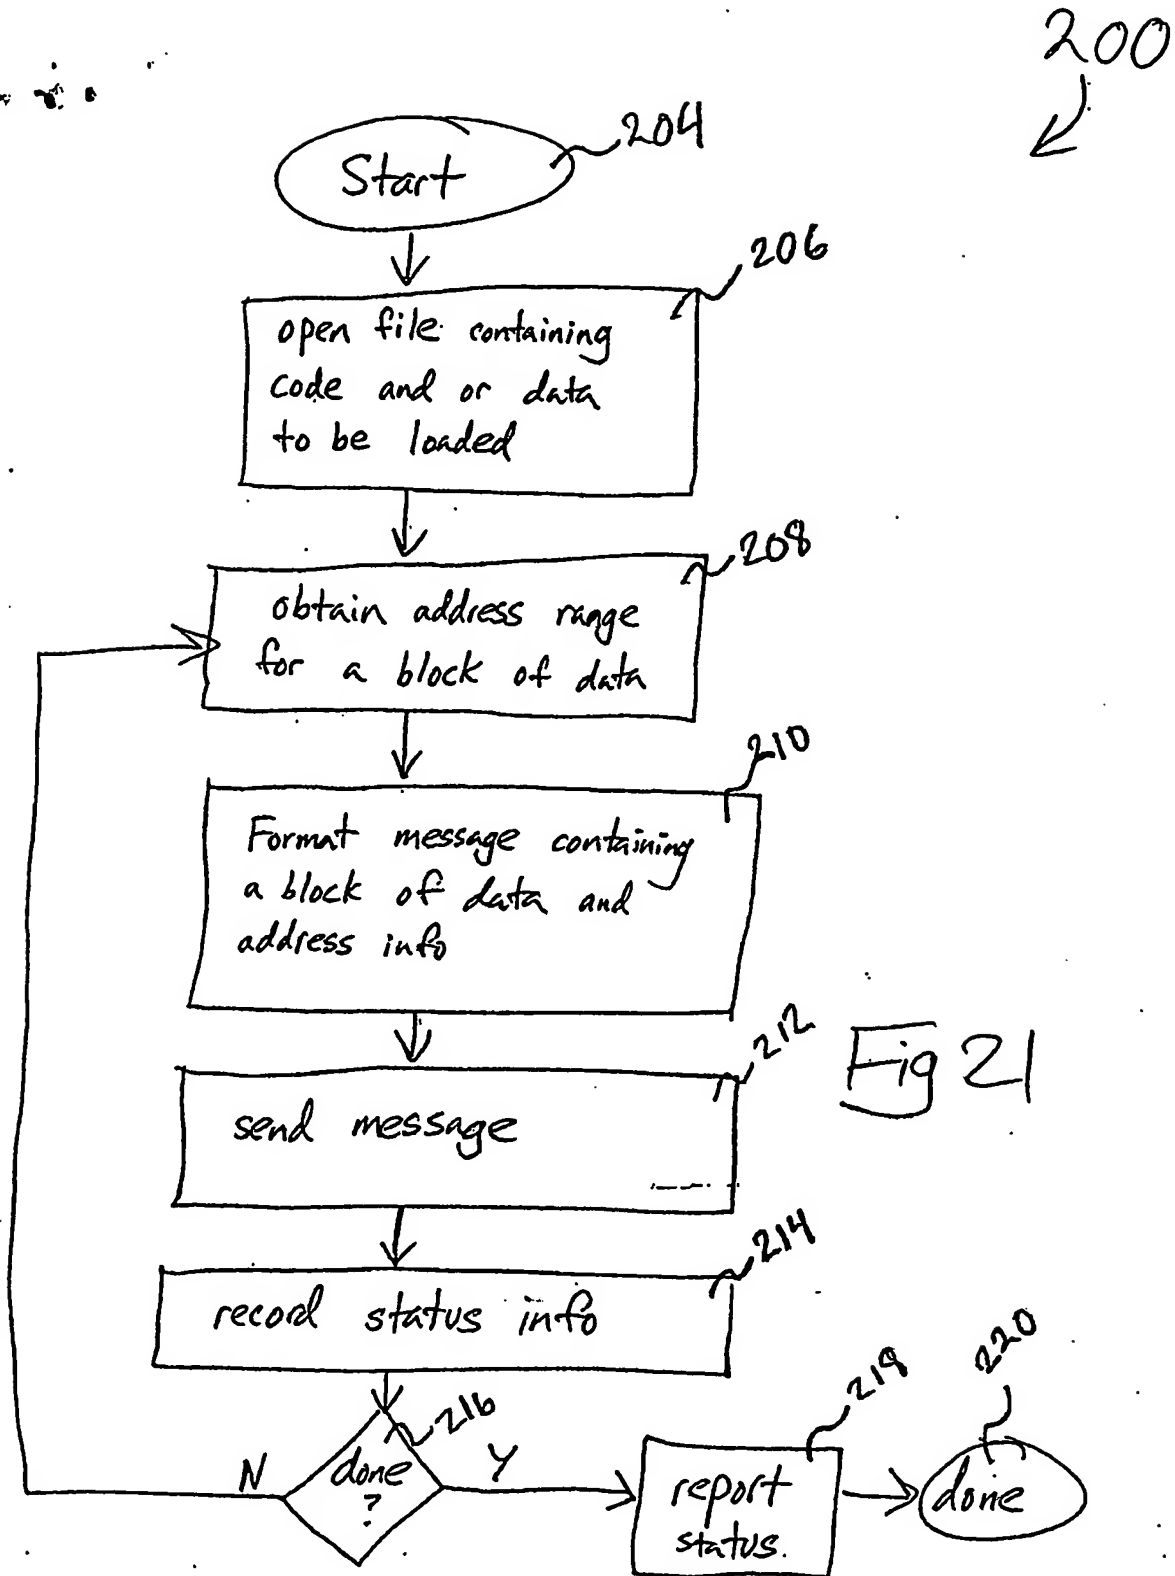 200
204
Start
206
open file containing
code and or data
to be loaded
208
obtain address range
for a block of data
210
Format message containing
a block of data and
address info
212
Fig 21
send message
214
record status info
216
218
220
N
done
?
Y
report
status.
done